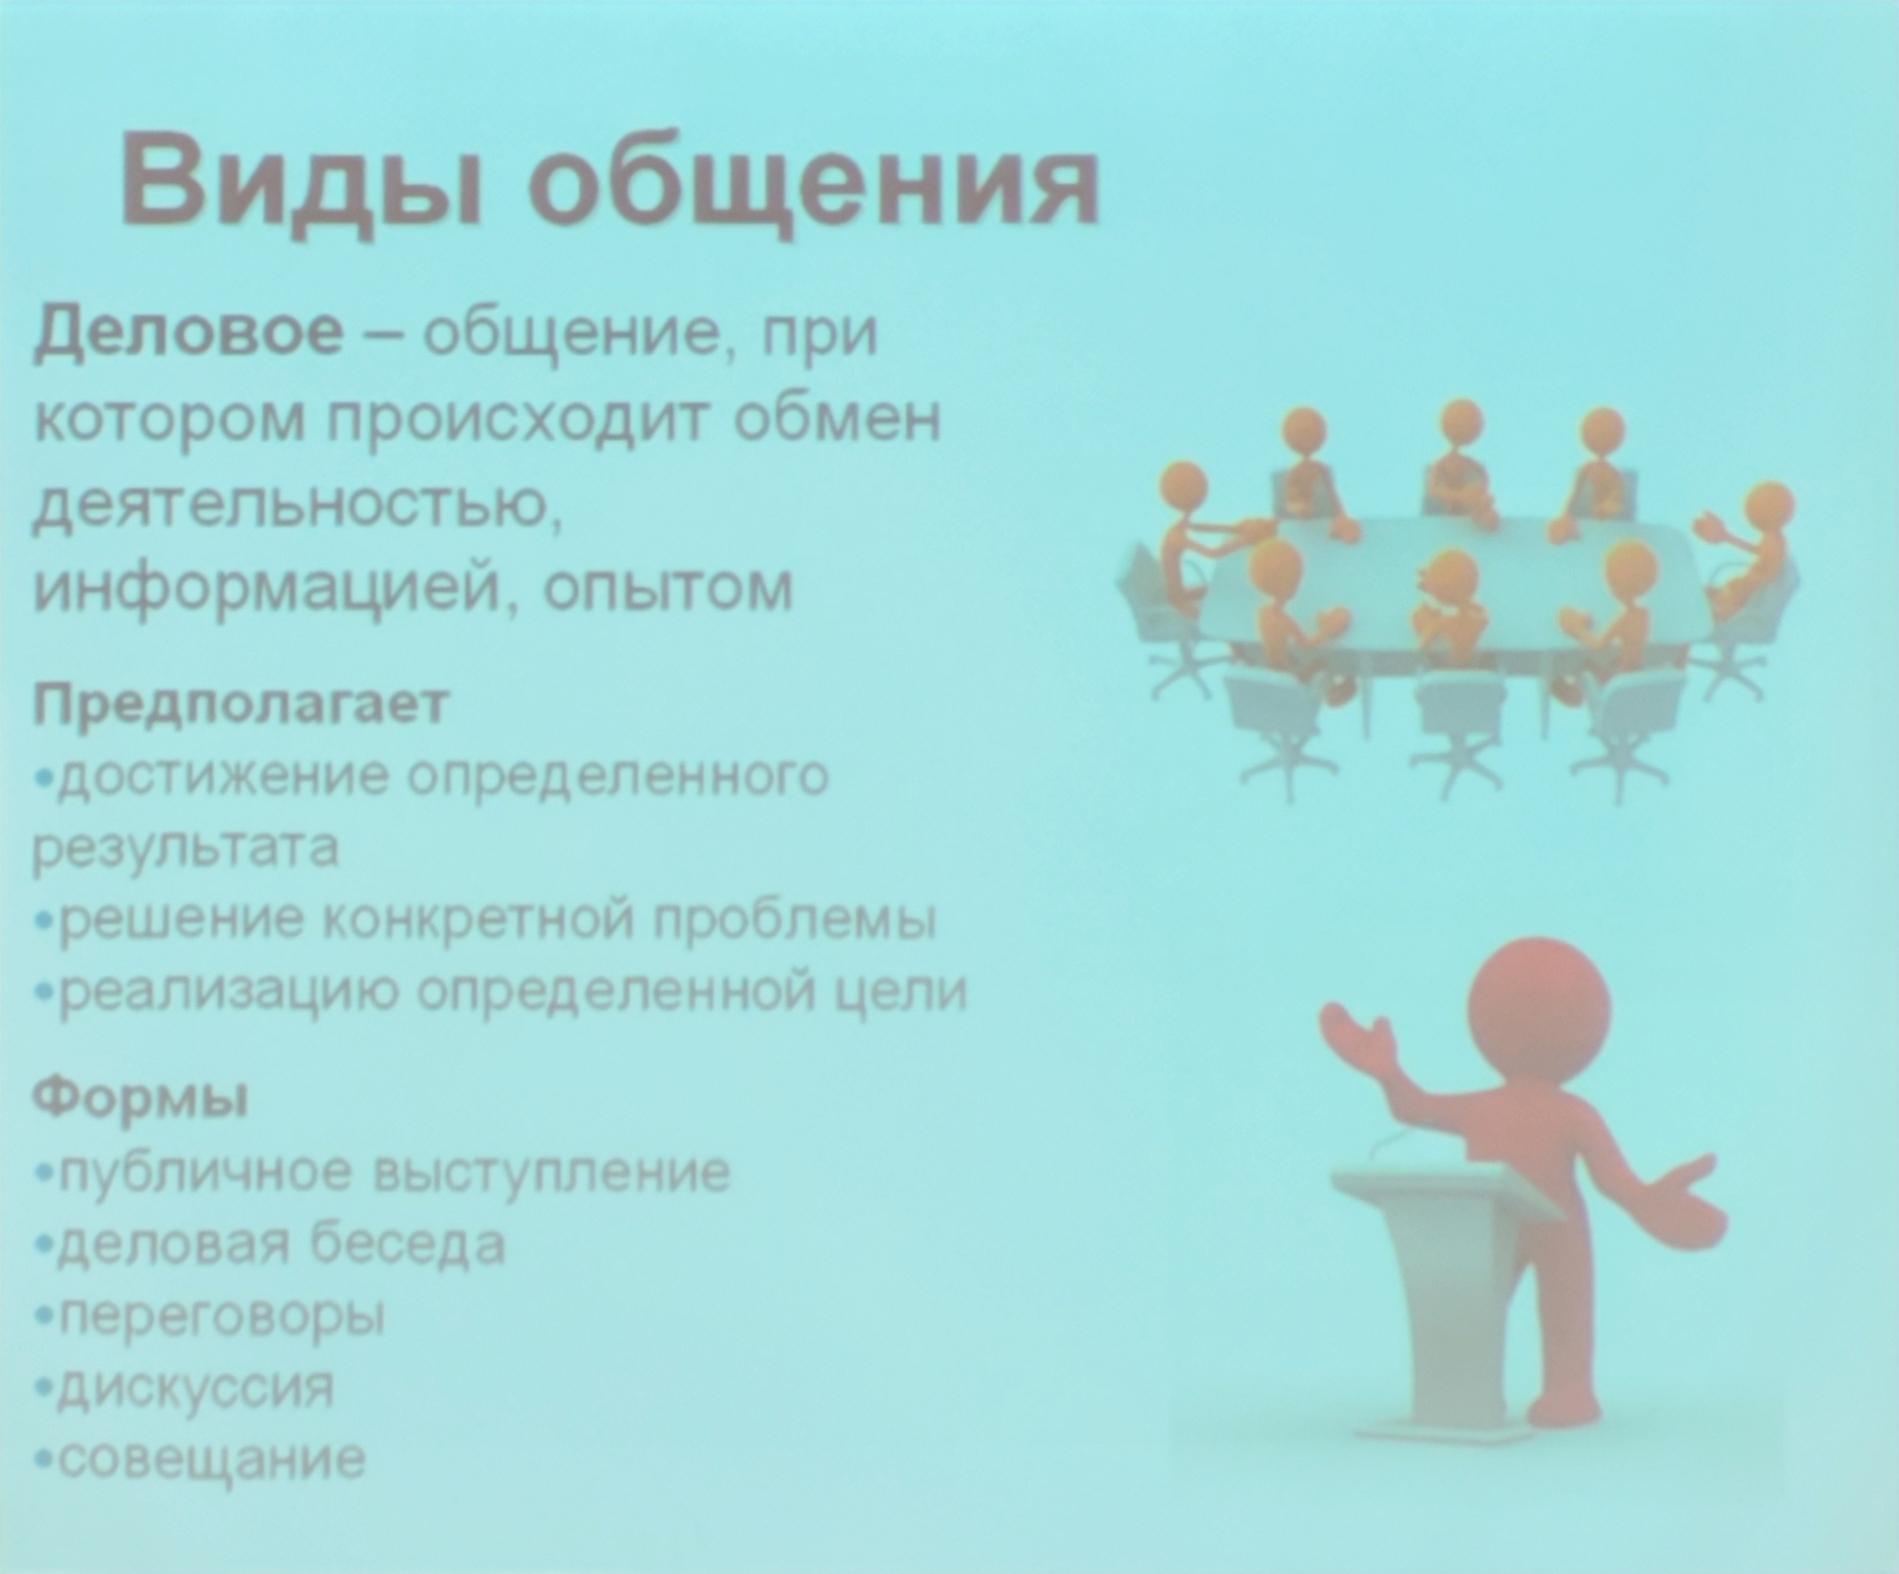 Виды общения
Деловое – общение, при
котором происходит обмен
деятельностью,
информацией, опытом
Предполагает
•достижение определенного
результата
•решение конкретной проблемы
•реализацию определенной цели
Формы
•публичное выступление
•деловая беседа
•переговоры
•дискуссия
•совещание